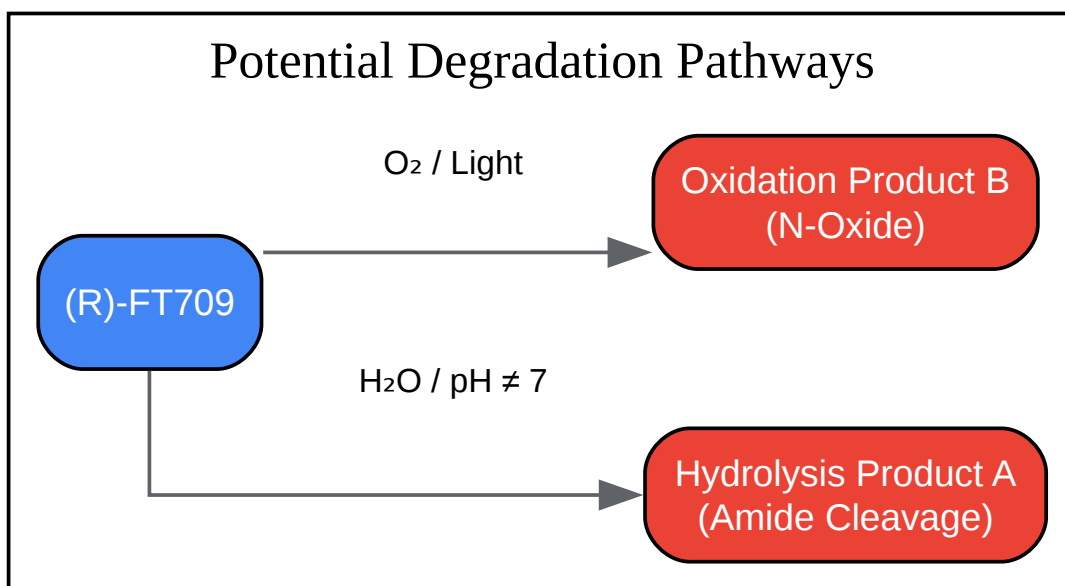 Potential Degradation Pathways
O₂ / Light
Oxidation Product B
(N-Oxide)
(R)-FT709
H₂O / pH ≠ 7
Hydrolysis Product A
(Amide Cleavage)